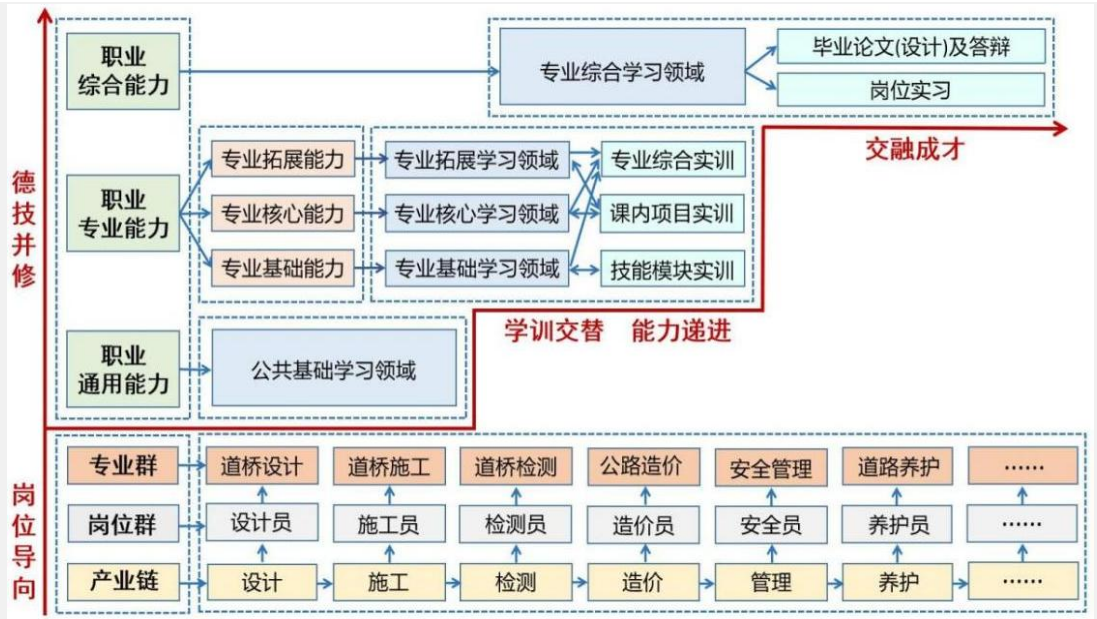 职业
综合能力
专业综合学习领域
毕业论文(设计)及答辩
岗位实习
交融成才
德技并修
职业
专业能力
专业拓展能力
专业拓展学习领域
专业综合实训
专业核心能力
专业核心学习领域
课内项目实训
专业基础能力
专业基础学习领域
技能模块实训
学训交替 能力递进
职业
通用能力
公共基础学习领域
岗位导向
专业群
道桥设计
道桥施工
道桥检测
公路造价
安全管理
道路养护
……
岗位群
设计员
施工员
检测员
造价员
安全员
养护员
……
产业链
设计
施工
检测
造价
管理
养护
……